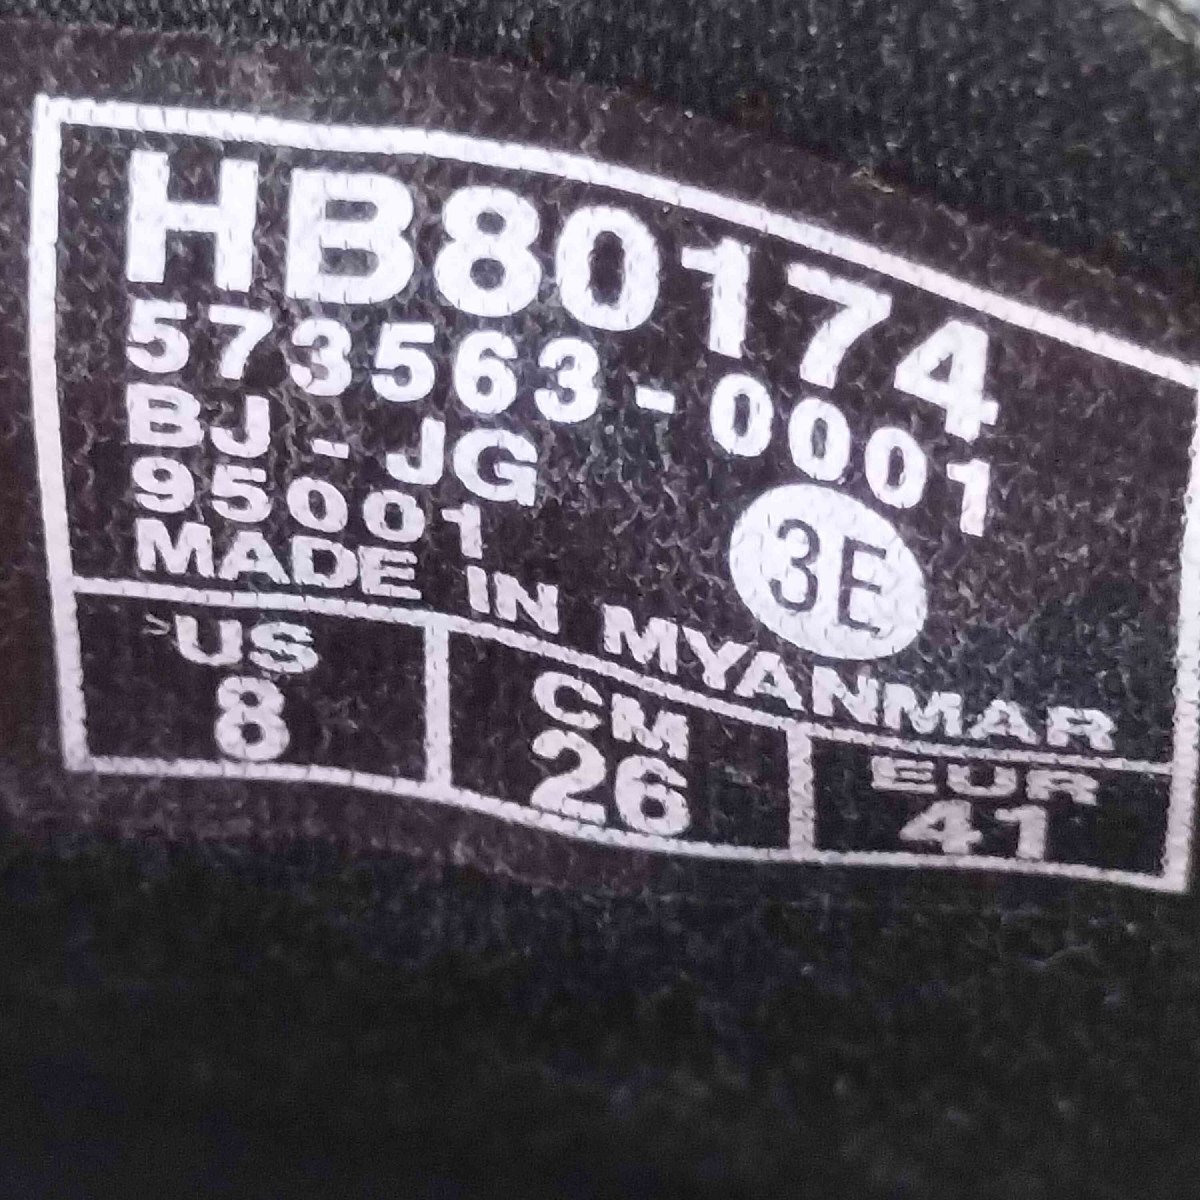 HB80174
573563-0001
BJ-JG
95001
3E
MADE IN MYANMAR
US
8
CM
26
EUR
41